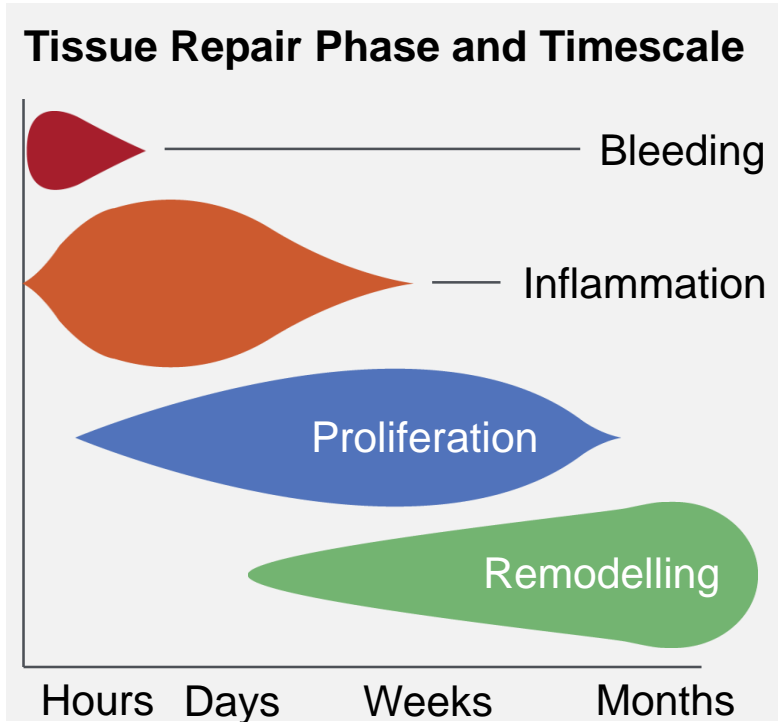 Tissue Repair Phase and Timescale
Bleeding
Inflammation
Proliferation
Remodelling
Hours Days Weeks Months